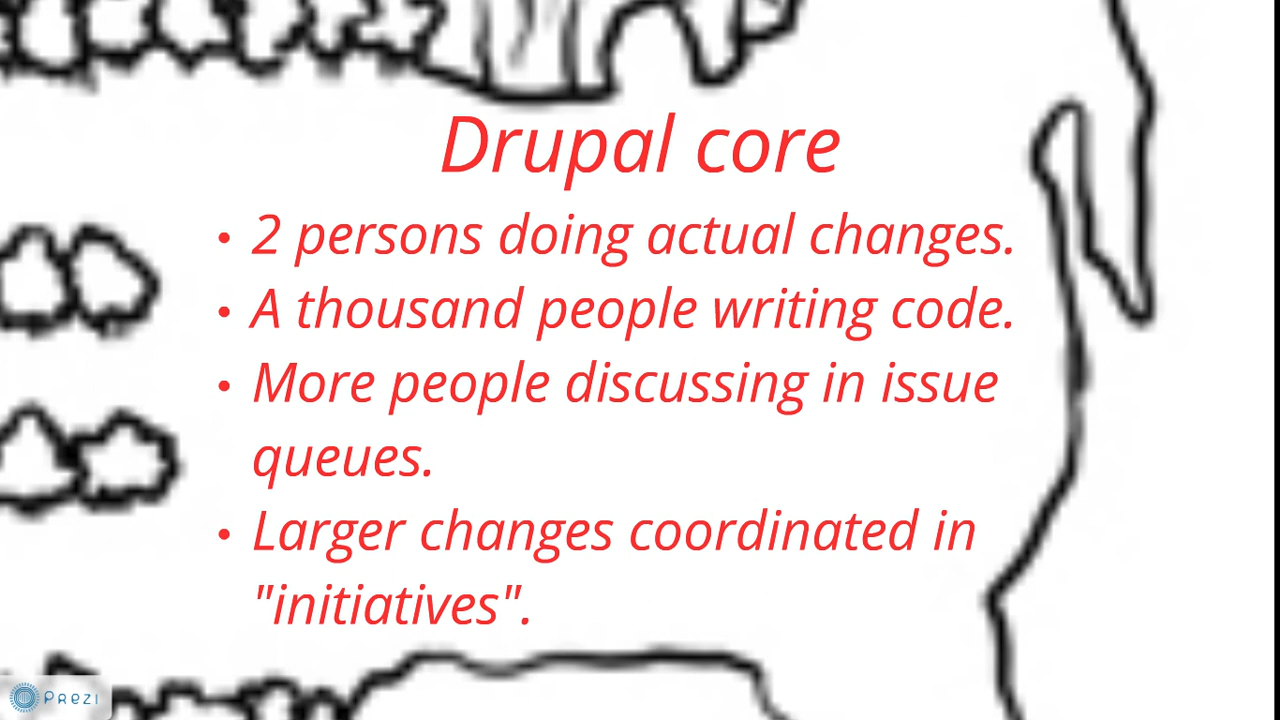 Drupal core
• 2 persons doing actual changes.
• A thousand people writing code.
• More people discussing in issue
queues.
• Larger changes coordinated in
"initiatives".
Prezi